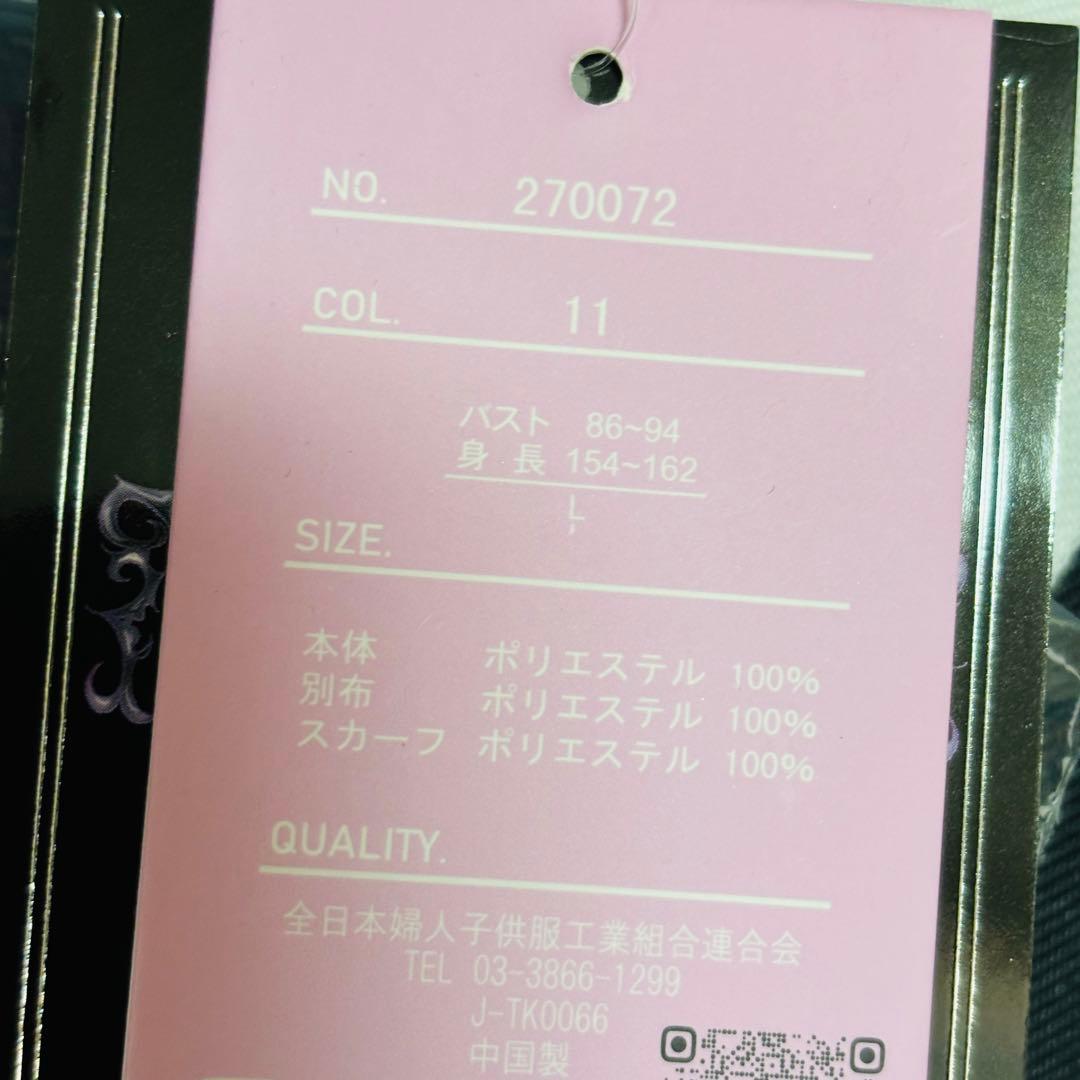 NO. 270072
COL. 11
バスト 86~94
身 長 154~162
L
SIZE.
本体 ポリエステル 100%
別布 ポリエステル 100%
スカーフ ポリエステル 100%
QUALITY.
全日本婦人子供服工業組合連合会
TEL 03-3866-1299
J-TK0066
中国製